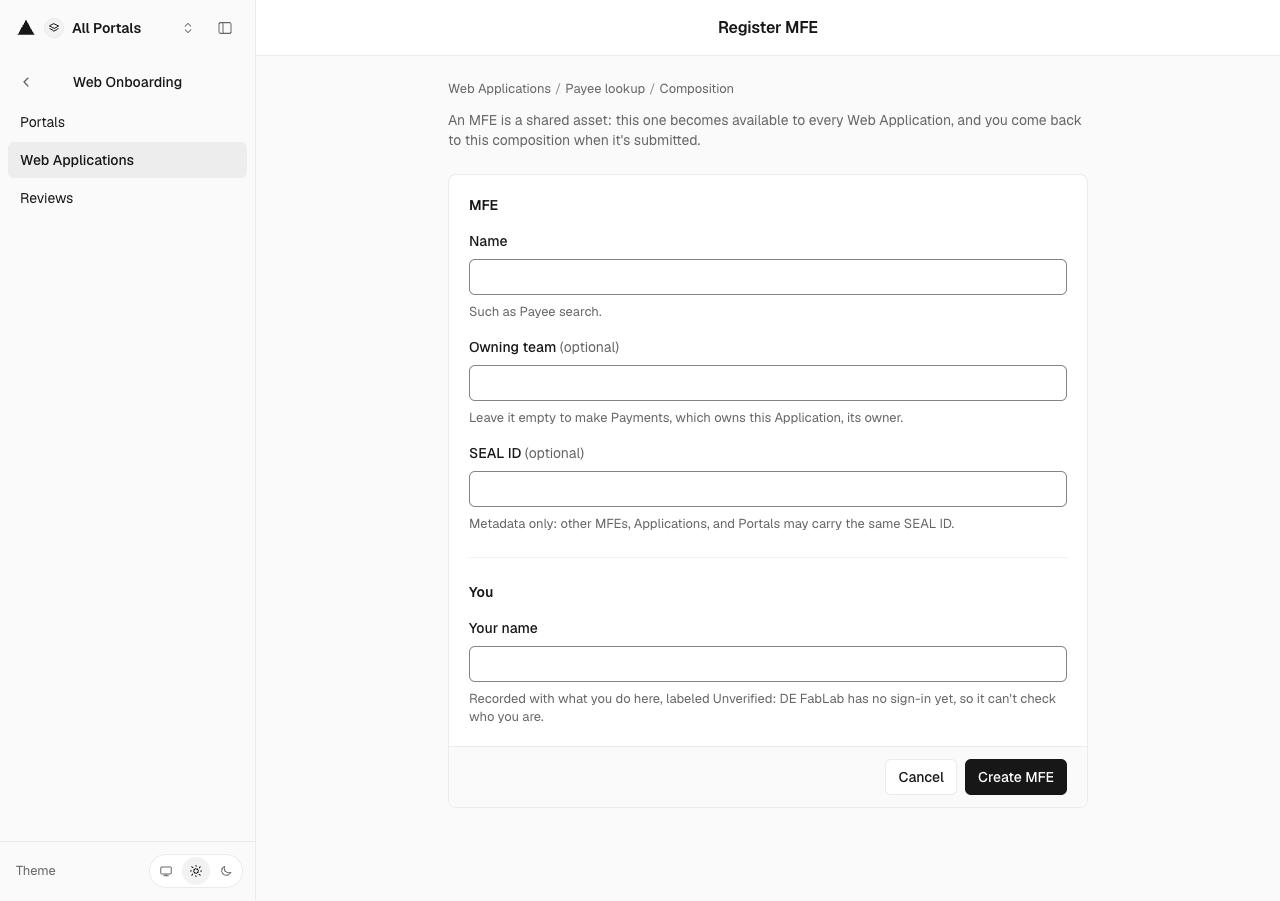 All Portals
Register MFE
Web Onboarding
Portals
Web Applications
Reviews
Web Applications / Payee lookup / Composition
An MFE is a shared asset: this one becomes available to every Web Application, and you come back
to this composition when it's submitted.
MFE
Name
Such as Payee search.
Owning team (optional)
Leave it empty to make Payments, which owns this Application, its owner.
SEAL ID (optional)
Metadata only: other MFEs, Applications, and Portals may carry the same SEAL ID.
You
Your name
Recorded with what you do here, labeled Unverified: DE FabLab has no sign-in yet, so it can't check
who you are.
Cancel
Create MFE
Theme